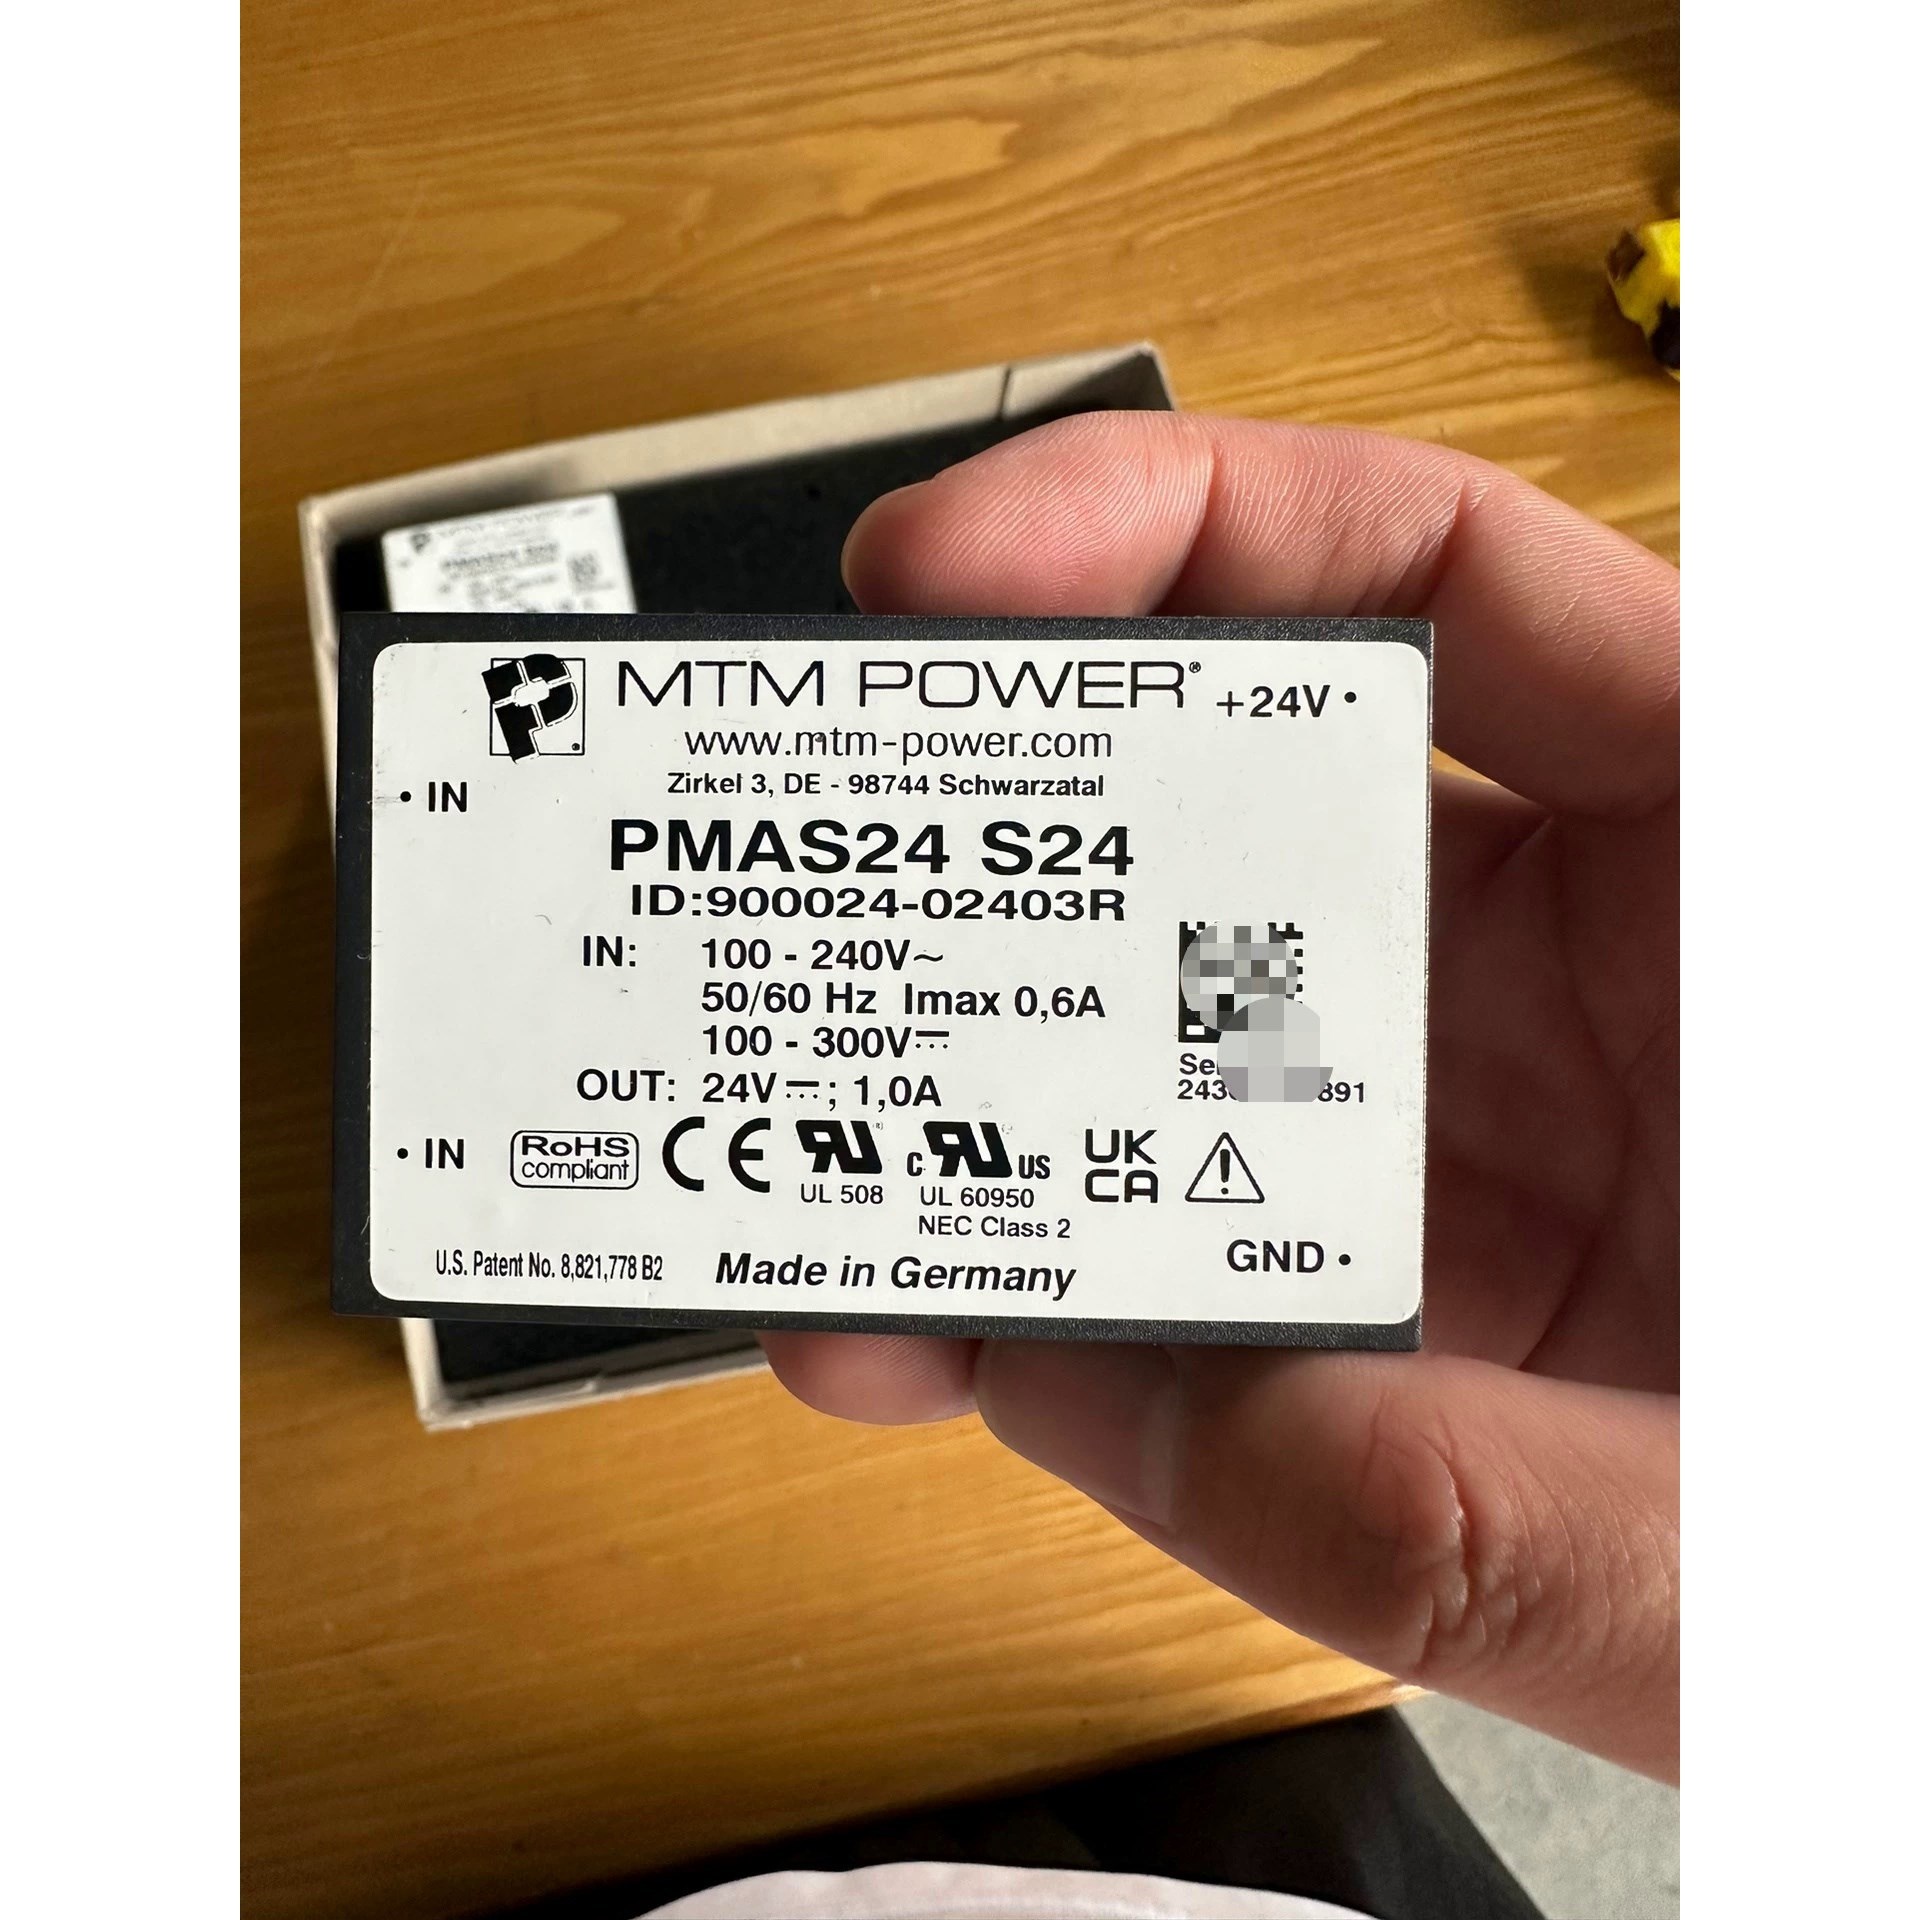 MTM POWER®
+24V •
www.mtm-power.com
Zirkel 3, DE - 98744 Schwarzatal
• IN
PMAS24 S24
ID:900024-02403R
IN: 100 - 240V~
50/60 Hz Imax 0,6A
100 - 300V⎓
OUT: 24V⎓; 1,0A
• IN
RoHS
compliant
CE
UL 508
c US
UL 60950
NEC Class 2
UK
CA
GND •
U.S. Patent No. 8,821,778 B2
Made in Germany